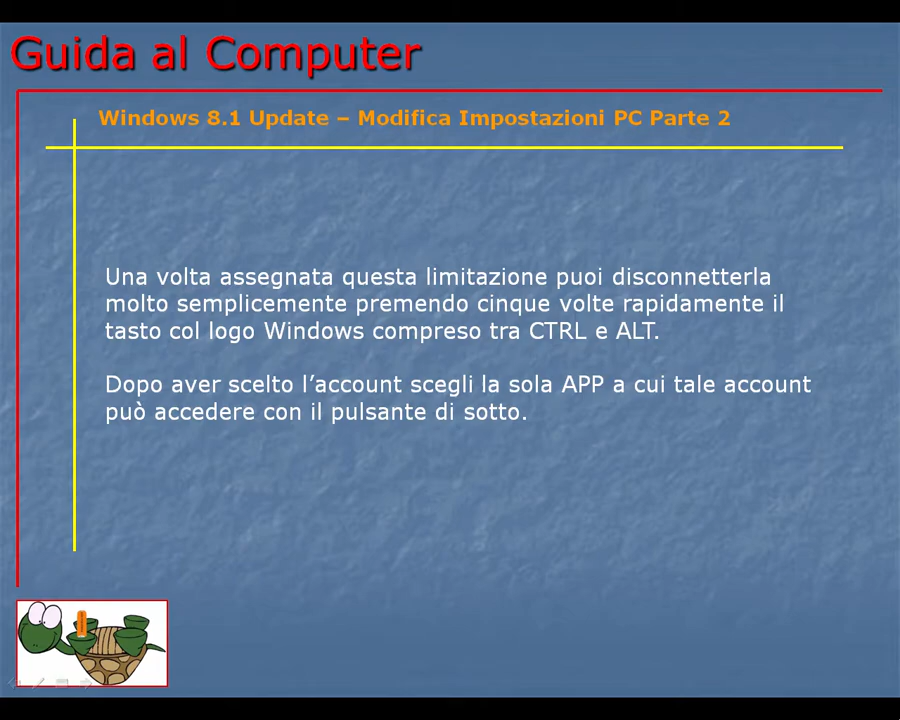 Guida al Computer
Windows 8.1 Update – Modifica Impostazioni PC Parte 2
Una volta assegnata questa limitazione puoi disconnetterla
molto semplicemente premendo cinque volte rapidamente il
tasto col logo Windows compreso tra CTRL e ALT.
Dopo aver scelto l’account scegli la sola APP a cui tale account
può accedere con il pulsante di sotto.